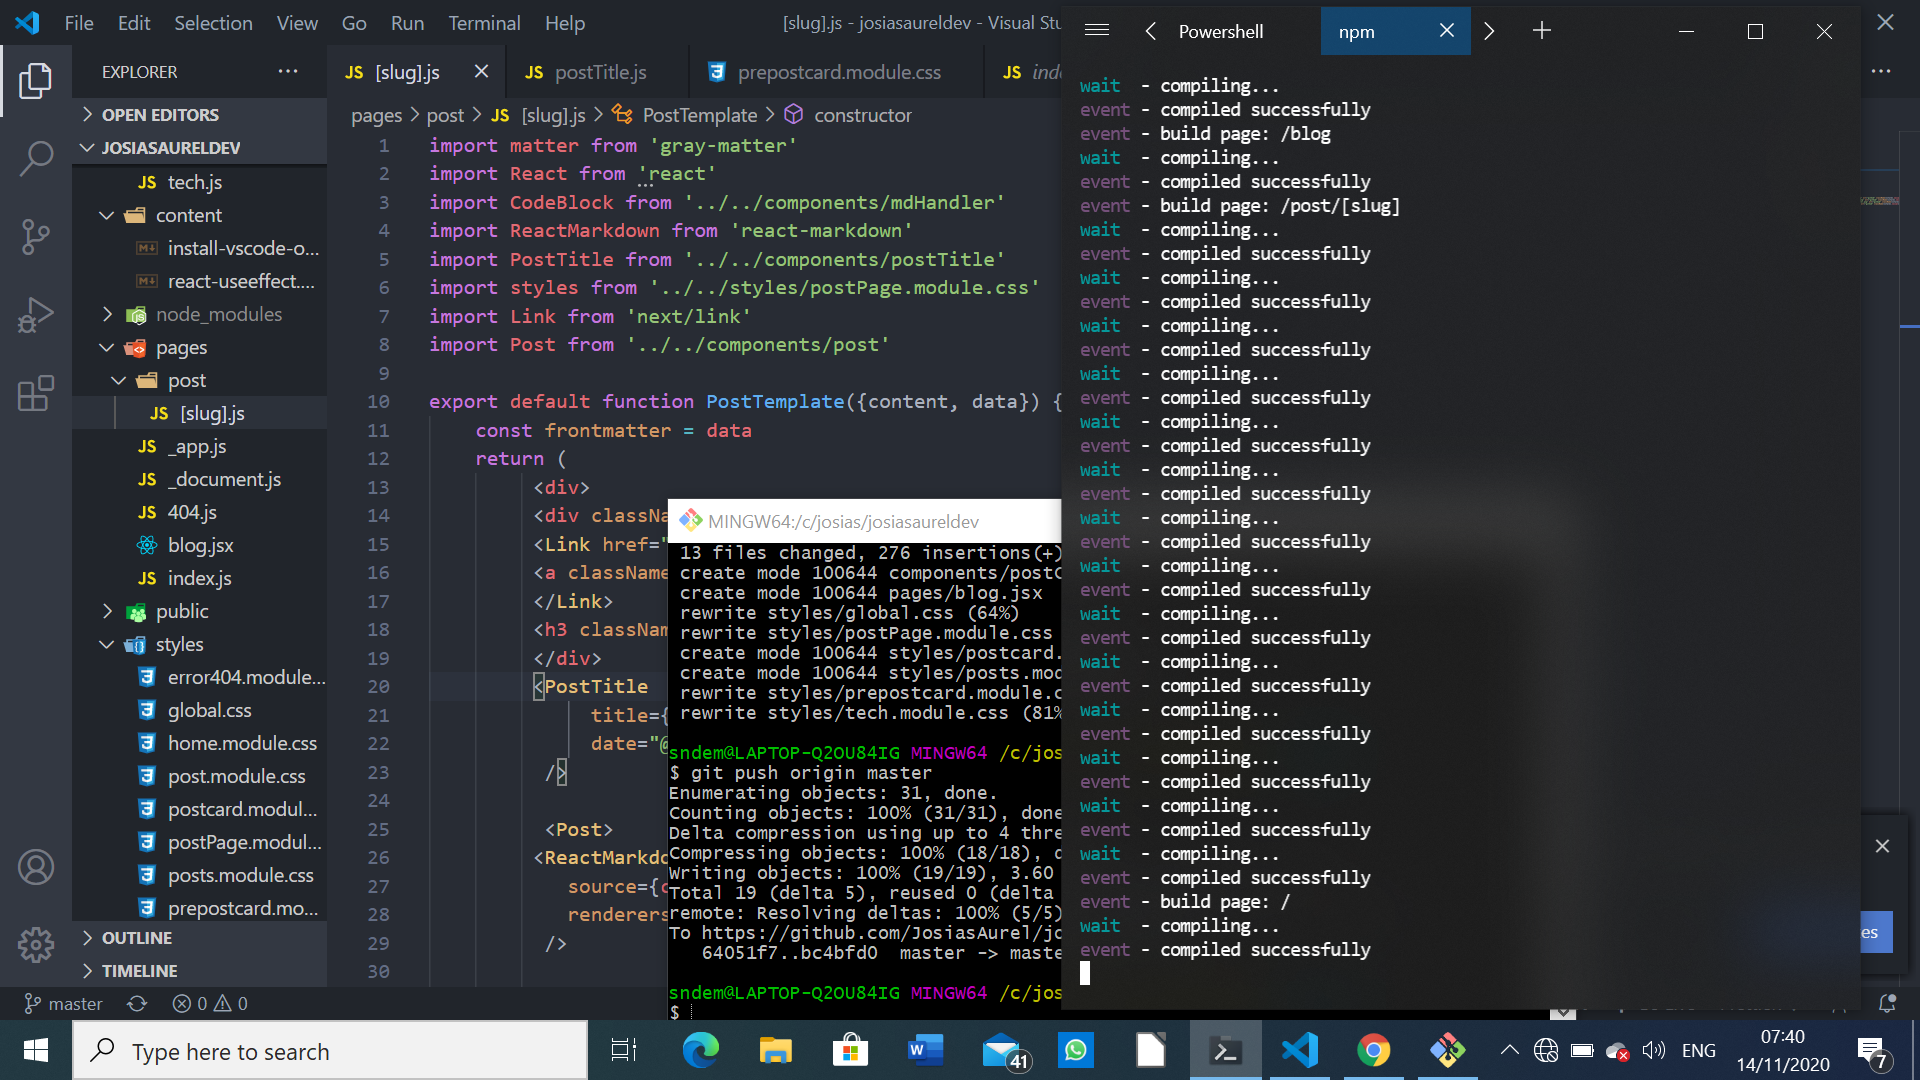 File Edit Selection View Go Run Terminal Help
[slug].js - josiasaureldev - Visual Stu
EXPLORER
OPEN EDITORS
JOSIASAURELDEV
tech.js
content
install-vscode-o...
react-useeffect....
node_modules
pages
post
[slug].js
_app.js
_document.js
404.js
blog.jsx
index.js
public
styles
error404.module...
global.css
home.module.css
post.module.css
postcard.modul...
postPage.modul...
posts.module.css
prepostcard.mo...
OUTLINE
TIMELINE
JS [slug].js
JS postTitle.js
prepostcard.module.css
JS inde
pages > post > JS [slug].js > PostTemplate > constructor
1 import matter from 'gray-matter'
2 import React from 'react'
3 import CodeBlock from '../../components/mdHandler'
4 import ReactMarkdown from 'react-markdown'
5 import PostTitle from '../../components/postTitle'
6 import styles from '../../styles/postPage.module.css'
7 import Link from 'next/link'
8 import Post from '../../components/post'
9
10 export default function PostTemplate({content, data}) {
11 const frontmatter = data
12 return (
13 <div>
14 <div classNa
15 <Link href="
16 <a className
17 </Link>
18 <h3 classNam
19 </div>
20 <PostTitle
21 title={
22 date="@
23 />
24
25 <Post>
26 <ReactMarkdo
27 source={c
28 renderers
29 />
30
MINGW64:/c/josias/josiasaureldev
13 files changed, 276 insertions(+)
create mode 100644 components/postC
create mode 100644 pages/blog.jsx
rewrite styles/global.css (64%)
rewrite styles/postPage.module.css
create mode 100644 styles/postcard.
create mode 100644 styles/posts.mod
rewrite styles/prepostcard.module.c
rewrite styles/tech.module.css (81%
sndem@LAPTOP-Q2OU84IG MINGW64 /c/jos
$ git push origin master
Enumerating objects: 31, done.
Counting objects: 100% (31/31), done
Delta compression using up to 4 thre
Compressing objects: 100% (18/18), d
Writing objects: 100% (19/19), 3.60
Total 19 (delta 5), reused 0 (delta
remote: Resolving deltas: 100% (5/5)
To https://github.com/JosiasAurel/jo
64051f7..bc4bfd0 master -> maste
sndem@LAPTOP-Q2OU84IG MINGW64 /c/jos
$
Powershell
npm
wait - compiling...
event - compiled successfully
event - build page: /blog
wait - compiling...
event - compiled successfully
event - build page: /post/[slug]
wait - compiling...
event - compiled successfully
wait - compiling...
event - compiled successfully
wait - compiling...
event - compiled successfully
wait - compiling...
event - compiled successfully
wait - compiling...
event - compiled successfully
wait - compiling...
event - compiled successfully
wait - compiling...
event - compiled successfully
wait - compiling...
event - compiled successfully
wait - compiling...
event - compiled successfully
wait - compiling...
event - compiled successfully
wait - compiling...
event - compiled successfully
wait - compiling...
event - compiled successfully
wait - compiling...
event - compiled successfully
wait - compiling...
event - compiled successfully
event - build page: /
wait - compiling...
event - compiled successfully
es
master
0 0
Type here to search
41
ENG
07:40
14/11/2020
7